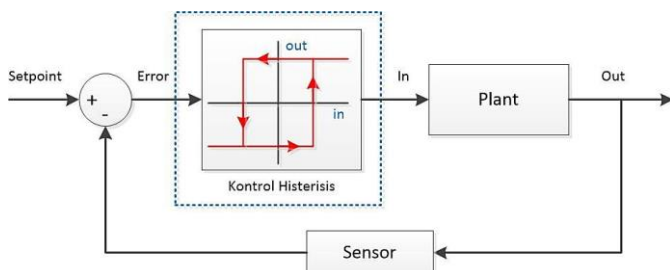 Setpoint
+
-
Error
out
in
Kontrol Histerisis
In
Plant
Out
Sensor